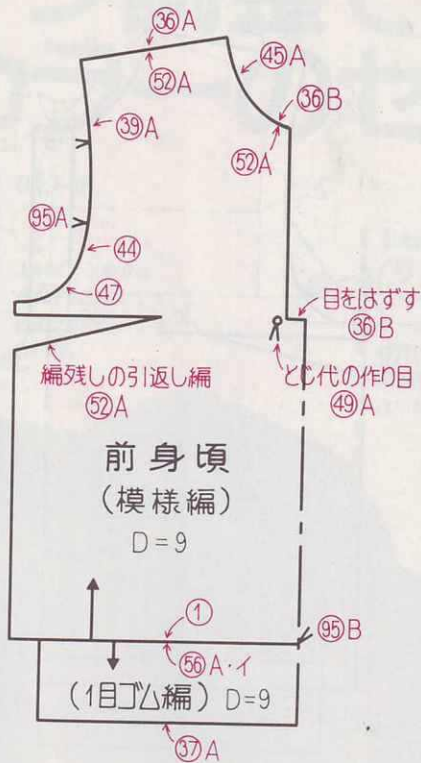 ㊱A
52A
㊺A
㊱B
52A
㊴A
95A
㊹
㊼
目をはずす
㊱B
編残しの引返し編
52A
とじ代の作り目
㊾A
前身頃
(模様編)
D=9
①
95B
56A・イ
(1目ゴム編) D=9
㊲A